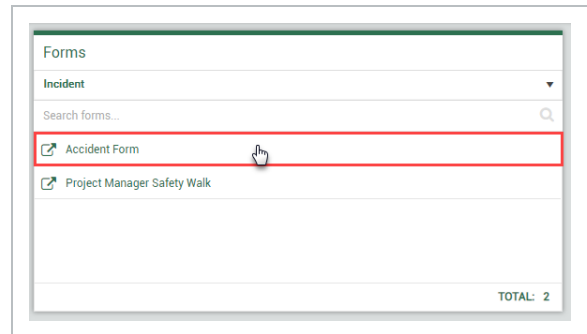 Forms
Incident
Search forms...
Accident Form
Project Manager Safety Walk
TOTAL: 2